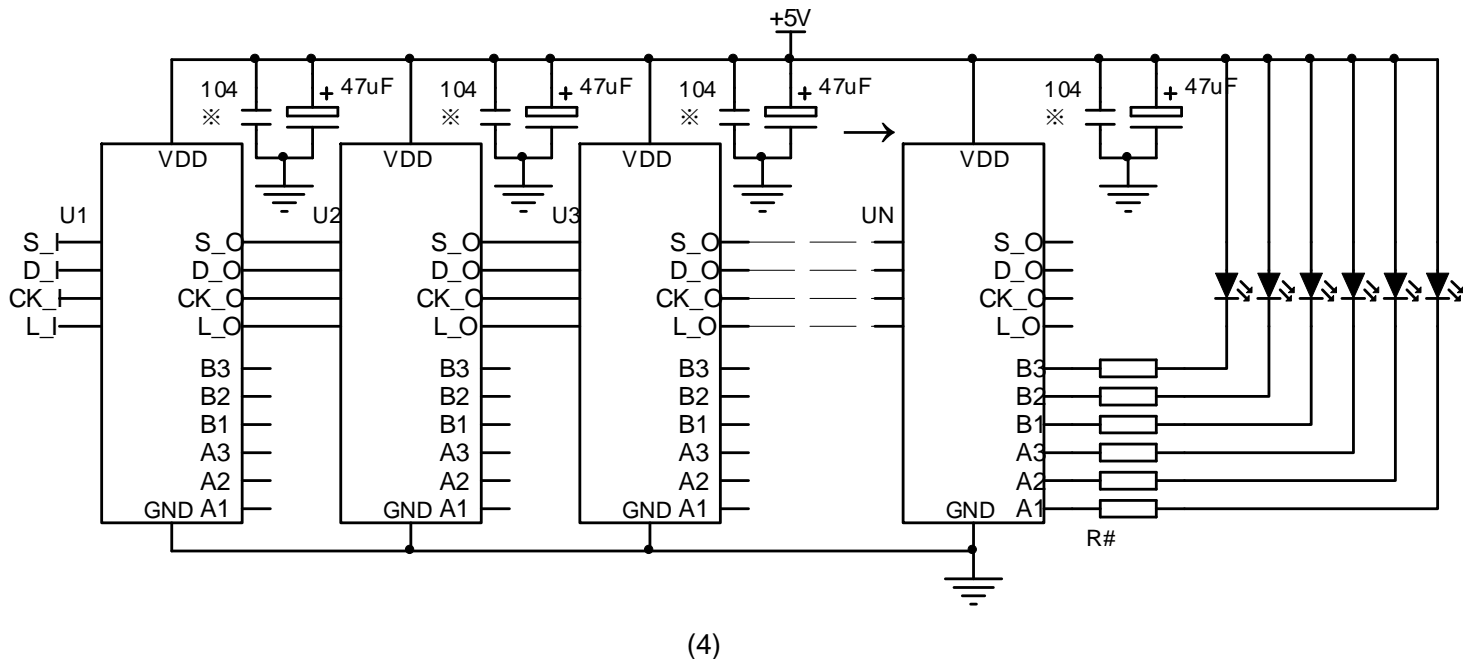 +5V
104 + 47uF 104 + 47uF 104 + 47uF 104 + 47uF
※ ※ ※ → ※
VDD VDD VDD VDD
U1 U2 U3 UN
S_I S_O S_O S_O S_O
D_I D_O D_O D_O D_O
CK_I CK_O CK_O CK_O CK_O
L_I L_O L_O L_O L_O
B3 B3 B3 B3
B2 B2 B2 B2
B1 B1 B1 B1
A3 A3 A3 A3
A2 A2 A2 A2
GND A1 GND A1 GND A1 GND A1
R#
(4)